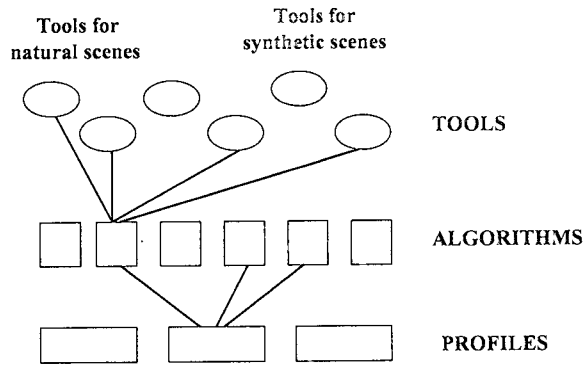 Tools for
natural scenes
Tools for
synthetic scenes
TOOLS
ALGORITHMS
PROFILES